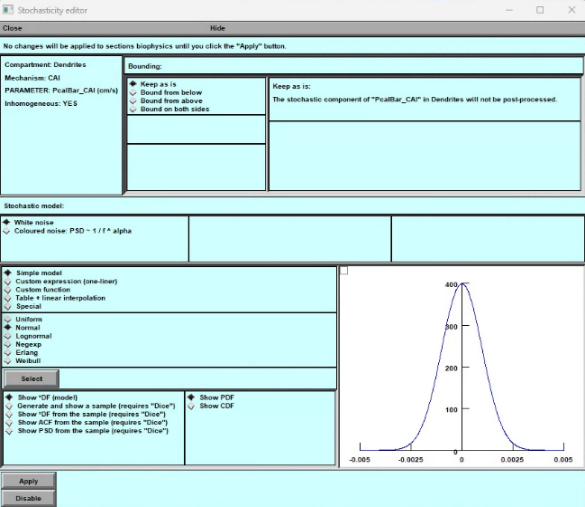 Stochasticity editor
Close Hide
No changes will be applied to sections biophysics until you click the "Apply" button.
Compartment: Dendrites
Mechanism: CAl
PARAMETER: PcalBar_CAl (cm/s)
Inhomogeneous: YES
Bounding:
Keep as is
Bound from below
Bound from above
Bound on both sides
Keep as is:
The stochastic component of "PcalBar_CAl" in Dendrites will not be post-processed.
Stochastic model:
White noise
Coloured noise: PSD ~ 1 / f ^ alpha
Simple model
Custom expression (one-liner)
Custom function
Table + linear interpolation
Special
Uniform
Normal
Lognormal
Negexp
Erlang
Weibull
Select
Show *DF (model)
Generate and show a sample (requires "Dice")
Show *DF from the sample (requires "Dice")
Show ACF from the sample (requires "Dice")
Show PSD from the sample (requires "Dice")
Show PDF
Show CDF
400
300
200
100
0
-0.005 -0.0025 0 0.0025 0.005
Apply
Disable